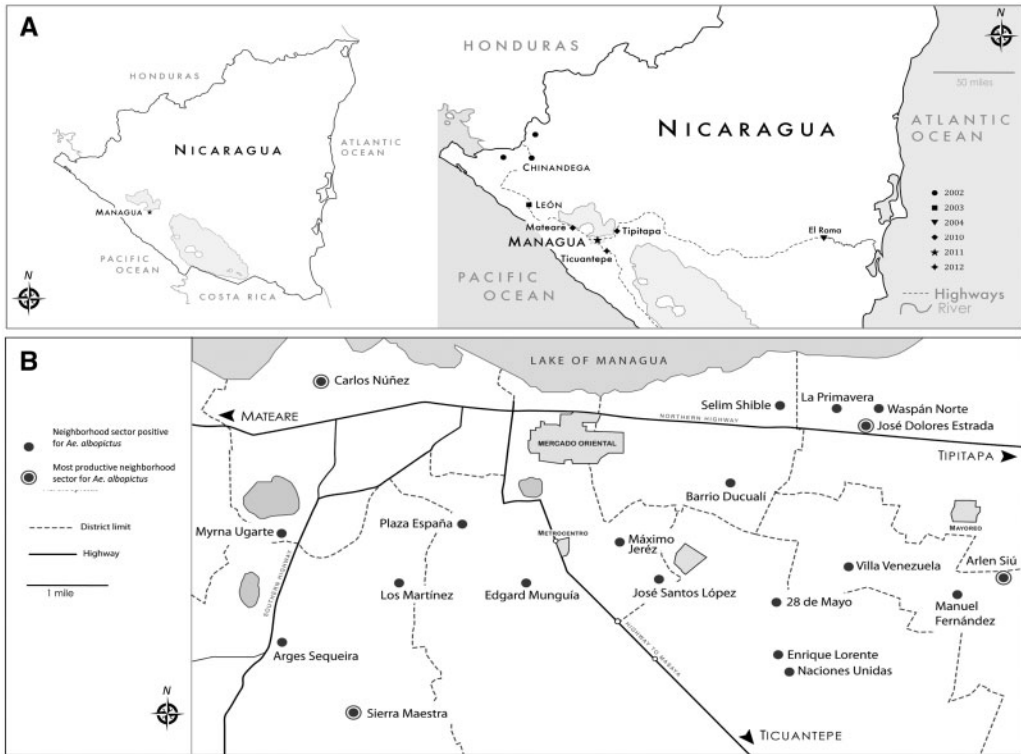 A
HONDURAS
NICARAGUA
MANAGUA
ATLANTIC
OCEAN
PACIFIC
OCEAN
COSTA RICA
N
HONDURAS
N
50 miles
NICARAGUA
ATLANTIC
OCEAN
CHINANDEGA
LEÓN
Mateare
Tipitapa
MANAGUA
Ticuantepe
El Rama
PACIFIC
OCEAN
2002
2003
2004
2010
2011
2012
Highways
River
B
Neighborhood sector positive
for Ae. albopictus
Most productive neighborhood
sector for Ae. albopictus
District limit
Highway
1 mile
N
LAKE OF MANAGUA
Carlos Núñez
MATEARE
Selim Shible
La Primavera
Waspán Norte
José Dolores Estrada
NORTHERN HIGHWAY
MERCADO ORIENTAL
TIPITAPA
Barrio Ducualí
MAYOREO
Myrna Ugarte
Plaza España
METROCENTRO
Máximo
Jeréz
Villa Venezuela
Arlen Siú
SOUTHERN HIGHWAY
Los Martínez
Edgard Munguía
José Santos López
28 de Mayo
Manuel
Fernández
HIGHWAY TO MASAYA
Arges Sequeira
Enrique Lorente
Naciones Unidas
Sierra Maestra
TICUANTEPE